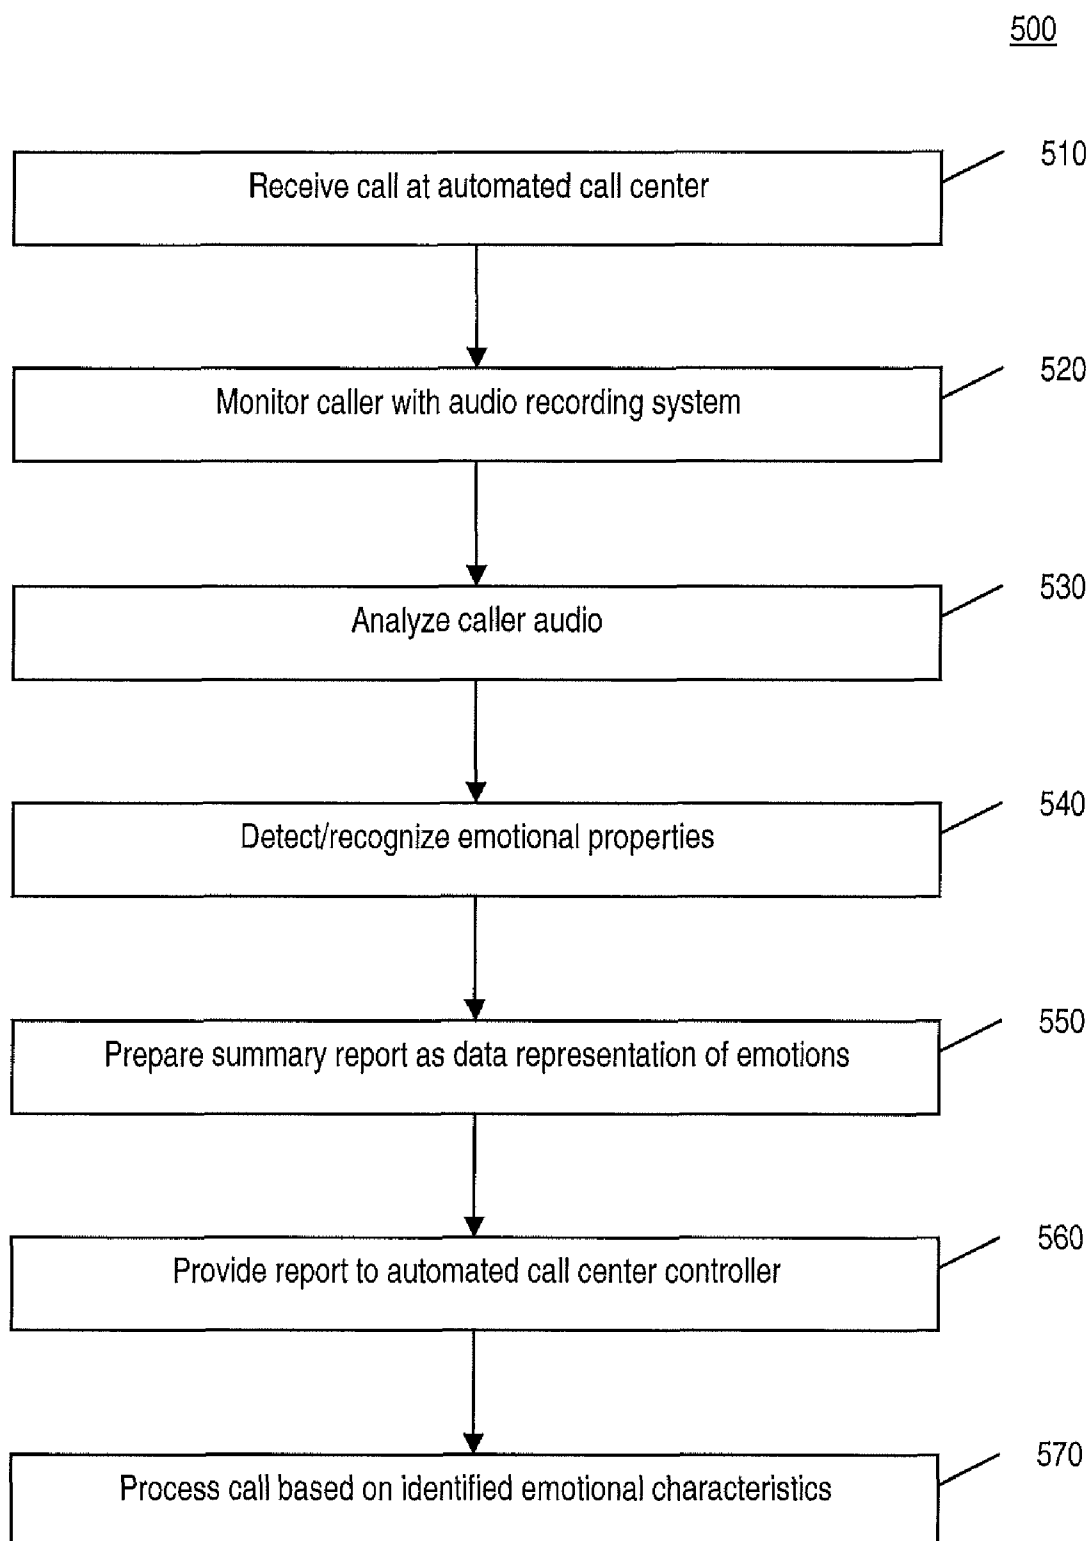 500
510
Receive call at automated call center
520
Monitor caller with audio recording system
530
Analyze caller audio
540
Detect/recognize emotional properties
550
Prepare summary report as data representation of emotions
560
Provide report to automated call center controller
570
Process call based on identified emotional characteristics